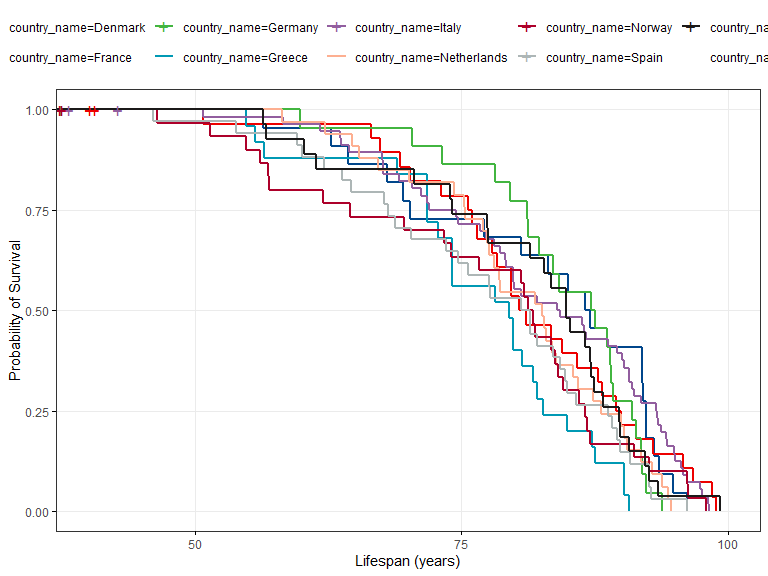 country_name=Denmark country_name=Germany country_name=Italy country_name=Norway country_na
country_name=France country_name=Greece country_name=Netherlands country_name=Spain country_na
1.00
0.75
0.50
0.25
0.00
Probability of Survival
50 75 100
Lifespan (years)